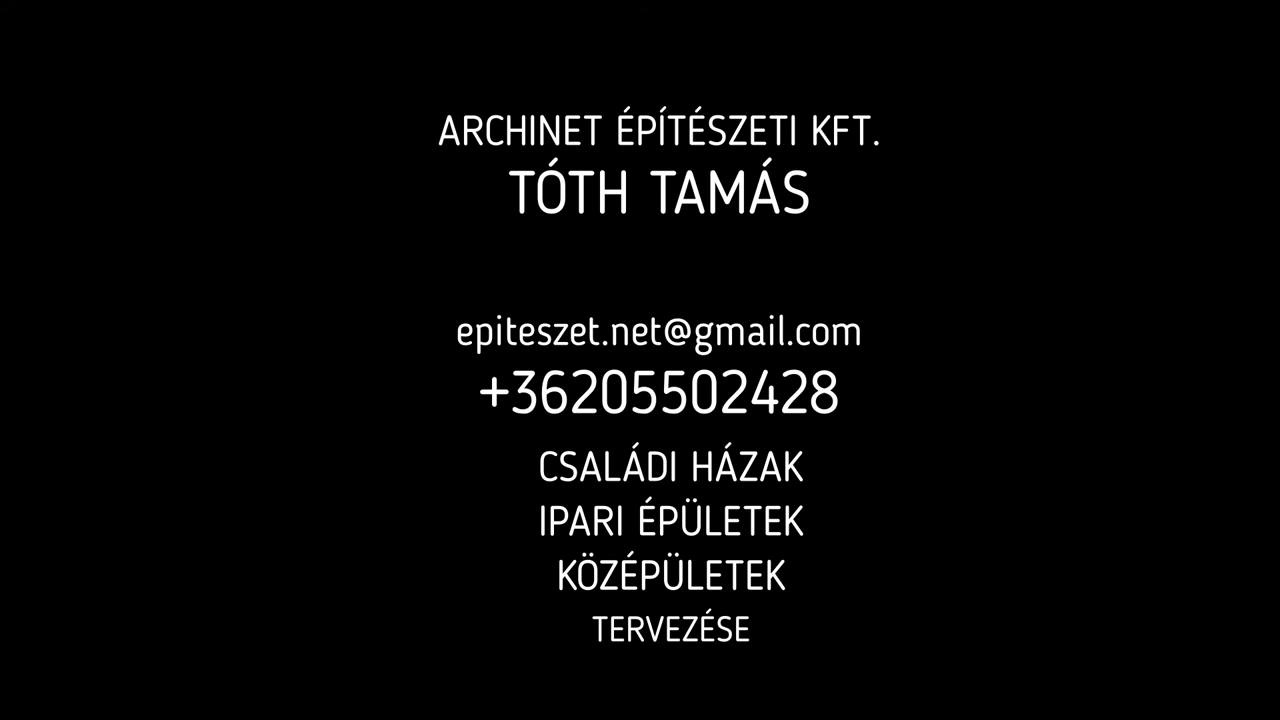 ARCHINET ÉPÍTÉSZETI KFT.
TÓTH TAMÁS
epiteszet.net@gmail.com
+36205502428
CSALÁDI HÁZAK
IPARI ÉPÜLETEK
KÖZÉPÜLETEK
TERVEZÉSE